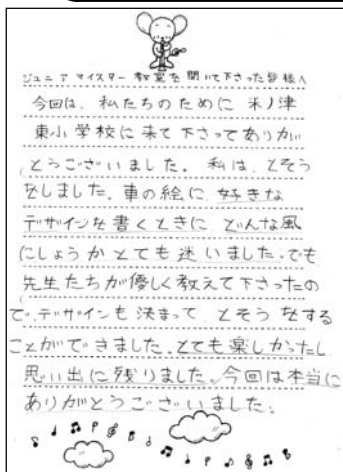 ジュニアマイスター教室を開いて下さった皆様へ
今回は、私たちのために米ノ津
東小学校に来て下さってありが
とうございました。私は、とそう
をしました。車の絵に、好きな
デザインを書くときに、どんな風
にしょうかとても迷いました。でも
先生たちが優しく教えて下さったの
で、デザインも決まって、とそうをする
ことができました。とても楽しかったし
思い出に残りました。今回は本当に
ありがとうございました。